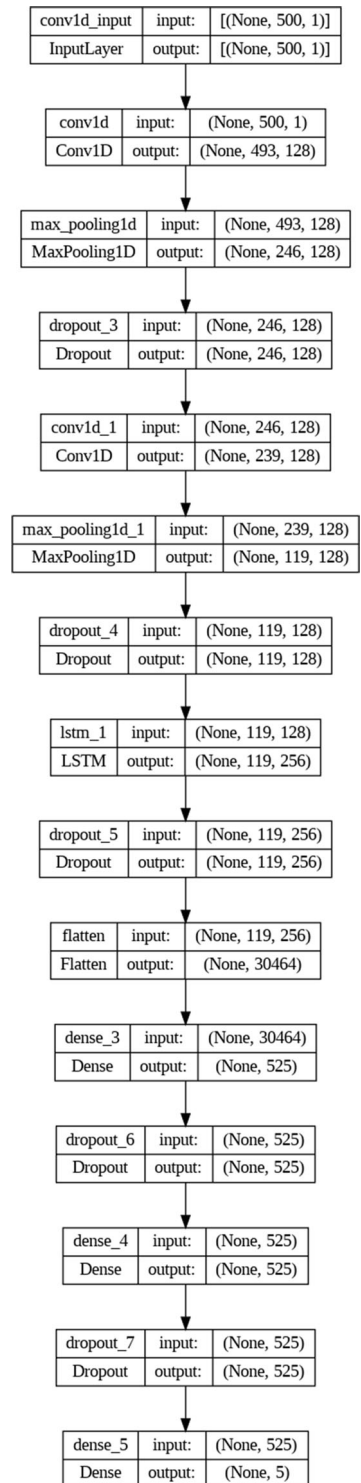 conv1d_input input: [(None, 500, 1)]
InputLayer output: [(None, 500, 1)]
conv1d input: (None, 500, 1)
Conv1D output: (None, 493, 128)
max_pooling1d input: (None, 493, 128)
MaxPooling1D output: (None, 246, 128)
dropout_3 input: (None, 246, 128)
Dropout output: (None, 246, 128)
conv1d_1 input: (None, 246, 128)
Conv1D output: (None, 239, 128)
max_pooling1d_1 input: (None, 239, 128)
MaxPooling1D output: (None, 119, 128)
dropout_4 input: (None, 119, 128)
Dropout output: (None, 119, 128)
lstm_1 input: (None, 119, 128)
LSTM output: (None, 119, 256)
dropout_5 input: (None, 119, 256)
Dropout output: (None, 119, 256)
flatten input: (None, 119, 256)
Flatten output: (None, 30464)
dense_3 input: (None, 30464)
Dense output: (None, 525)
dropout_6 input: (None, 525)
Dropout output: (None, 525)
dense_4 input: (None, 525)
Dense output: (None, 525)
dropout_7 input: (None, 525)
Dropout output: (None, 525)
dense_5 input: (None, 525)
Dense output: (None, 5)